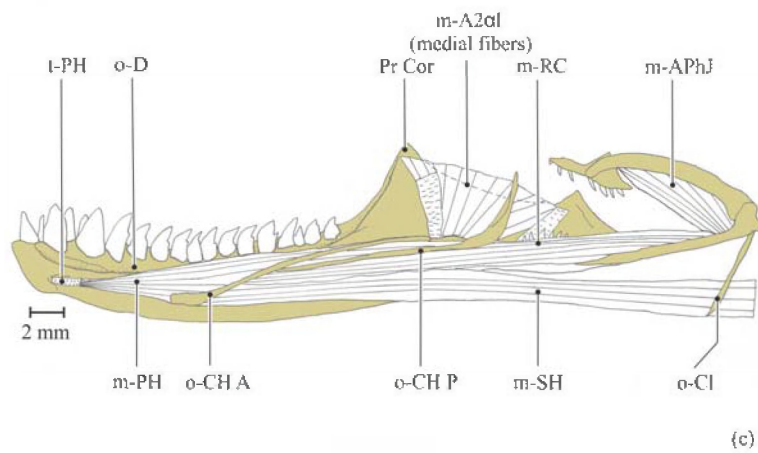 m-A2αl
(medial fibers)
t-PH o-D Pr Cor m-RC m-APhJ
2 mm
m-PH o-CH A o-CH P m-SH o-Cl
(c)